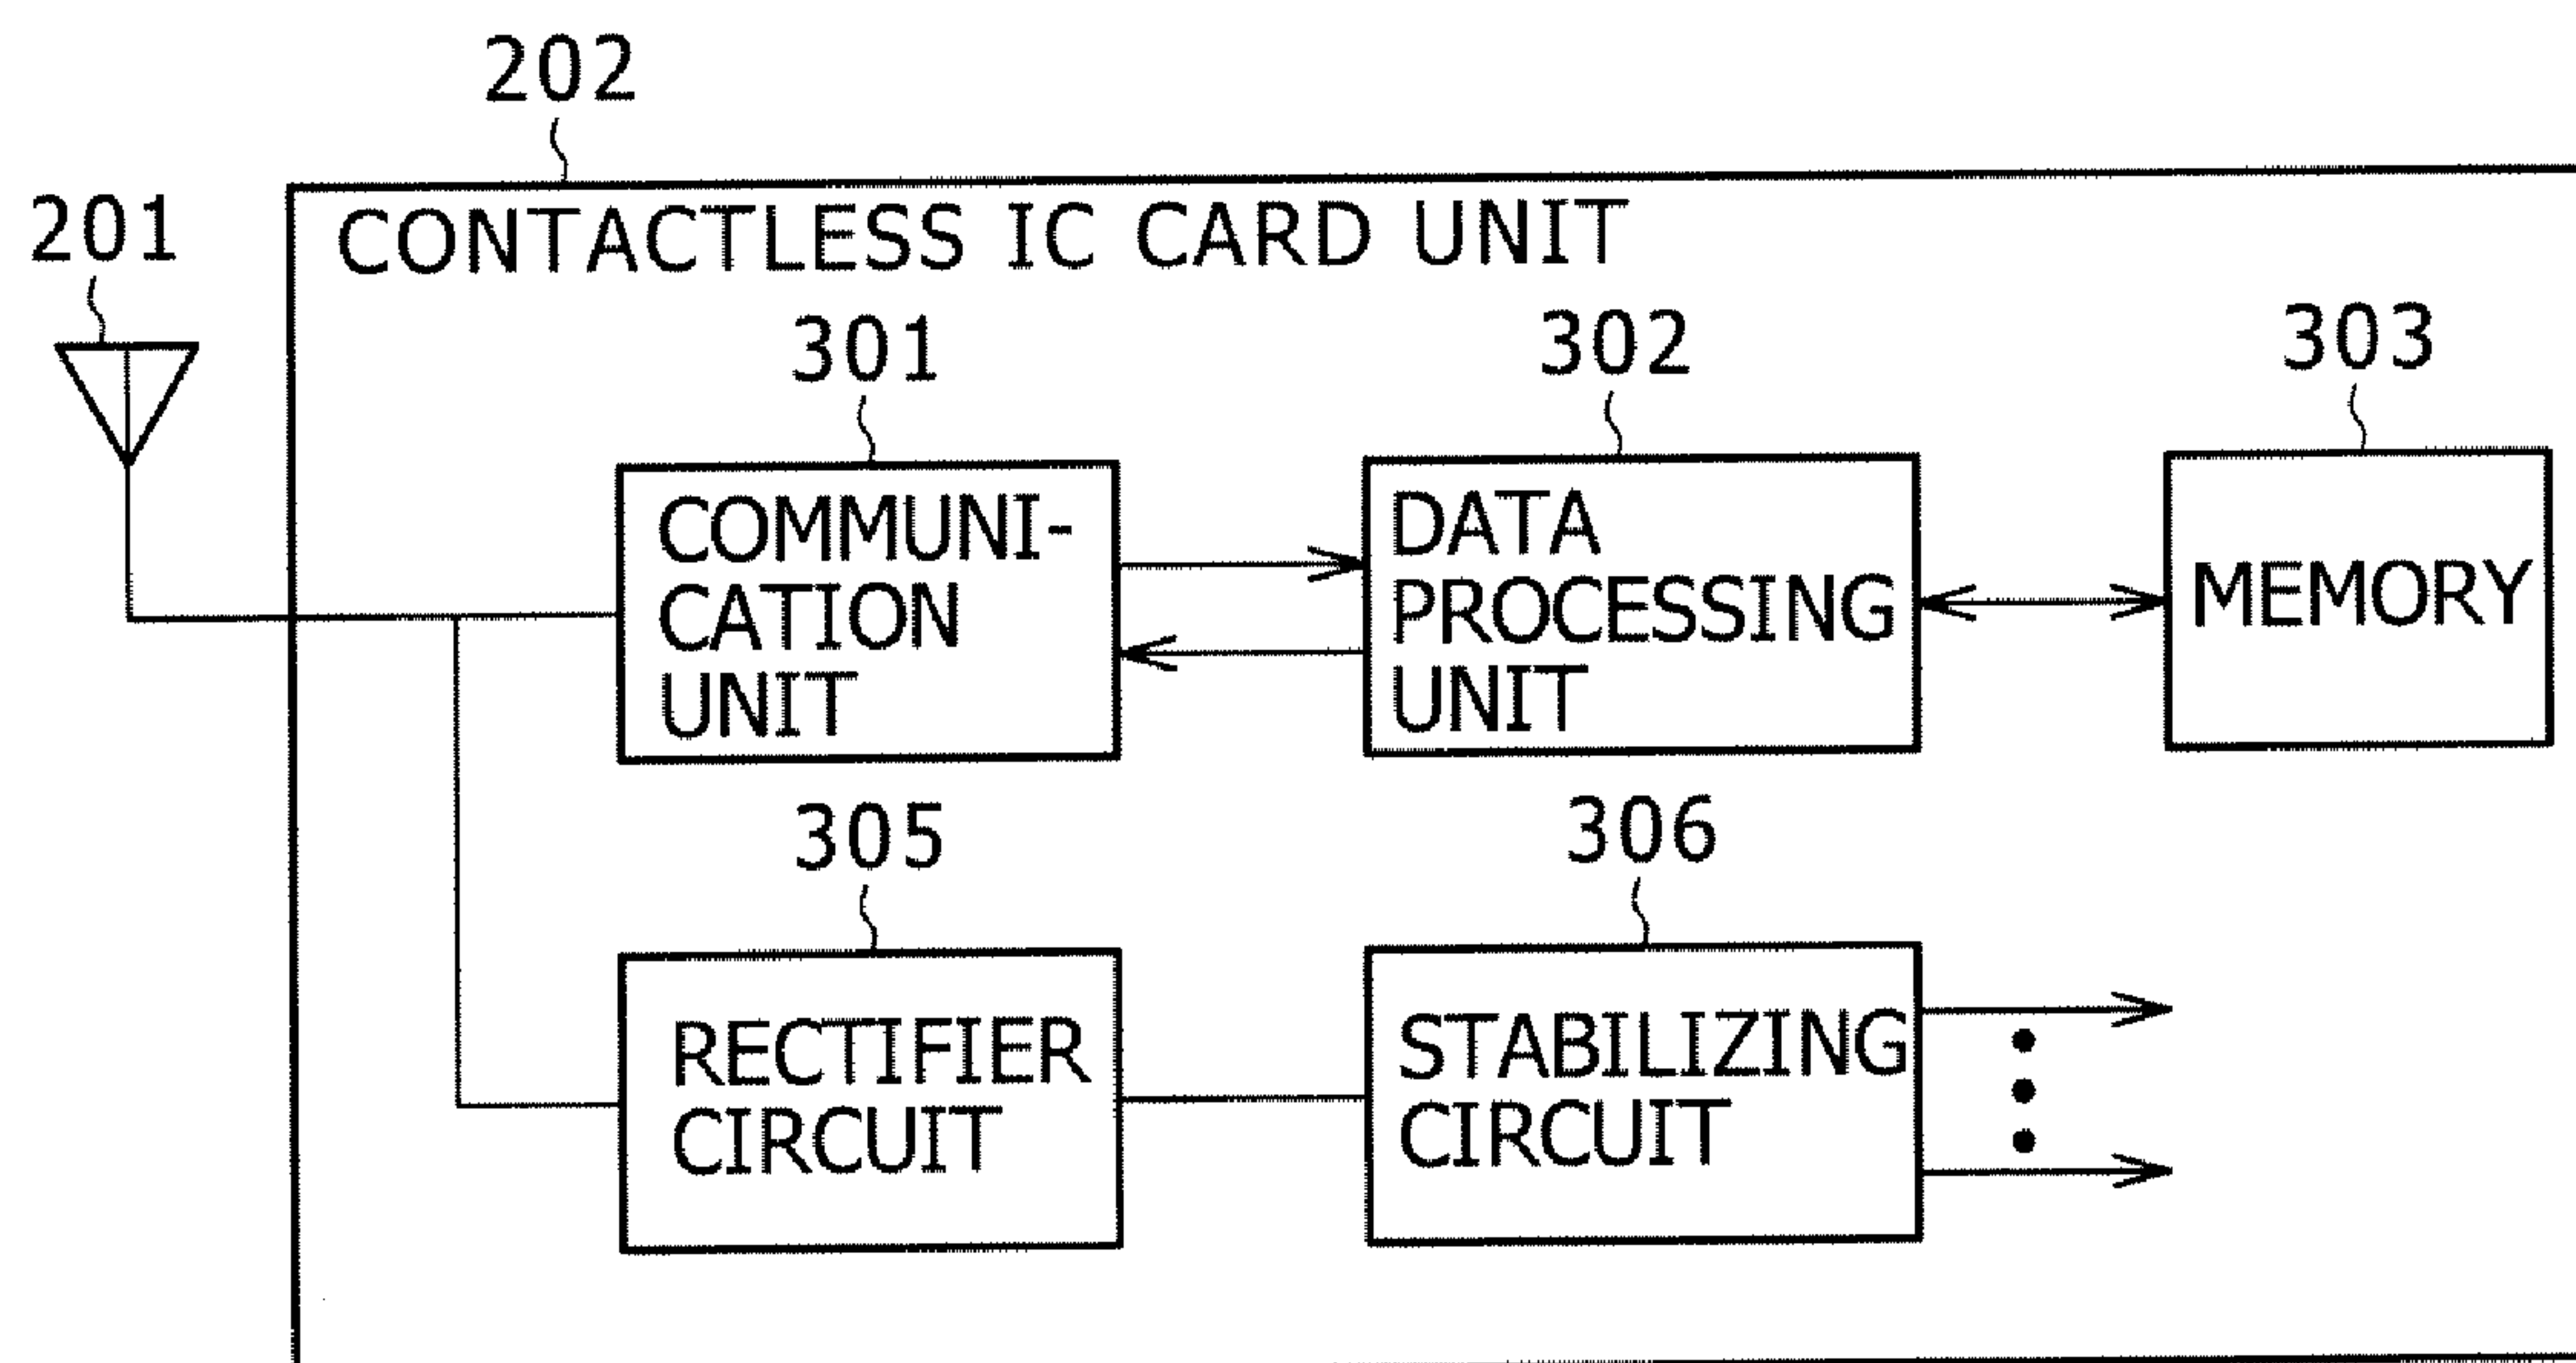 202
201
CONTACTLESS IC CARD UNIT
301
302
303
COMMUNI-
CATION
UNIT
DATA
PROCESSING
UNIT
MEMORY
305
306
RECTIFIER
CIRCUIT
STABILIZING
CIRCUIT